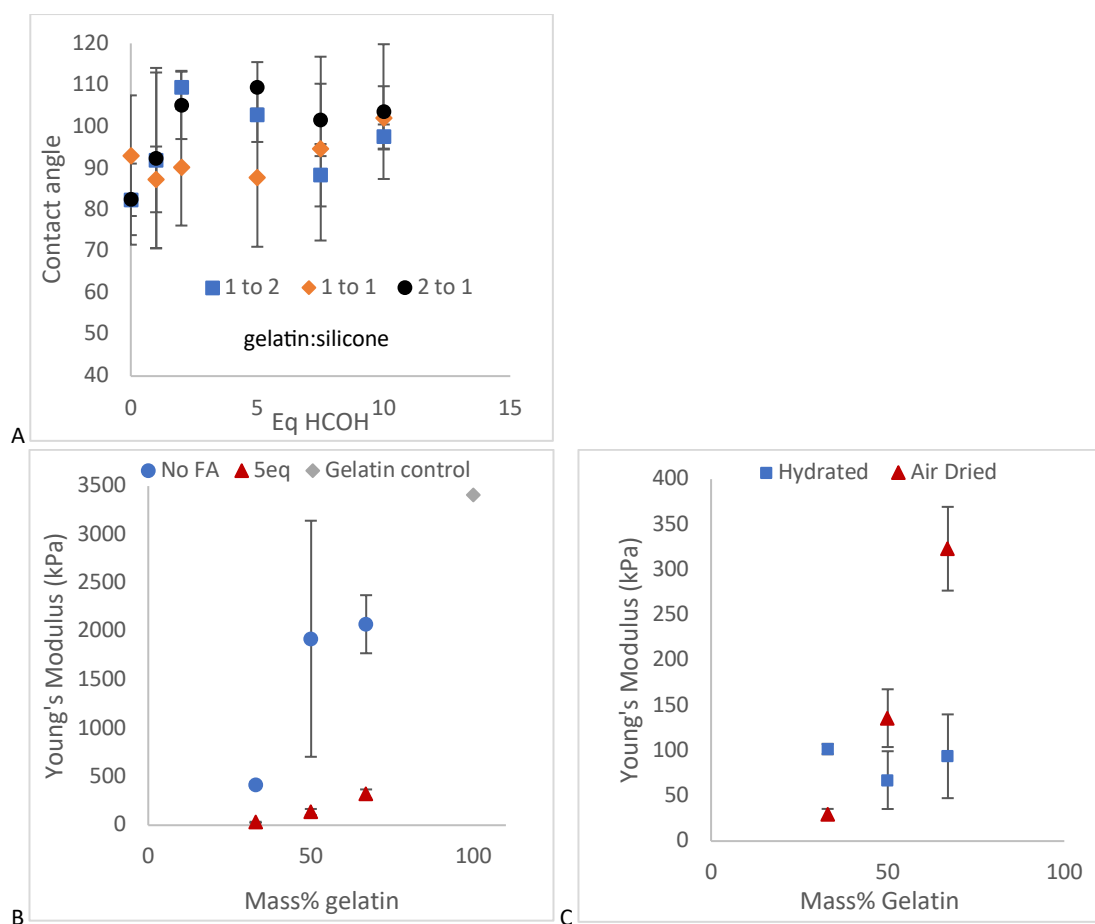 120
110
100
90
80
70
60
50
40
Contact angle
1 to 2 1 to 1 2 to 1
gelatin:silicone
0 5 10 15
Eq HCOH
A
No FA 5eq Gelatin control
3500
3000
2500
2000
1500
1000
500
0
Young's Modulus (kPa)
0 50 100
Mass% gelatin
B
Hydrated Air Dried
400
350
300
250
200
150
100
50
0
Young's Modulus (kPa)
0 50 100
Mass% Gelatin
C